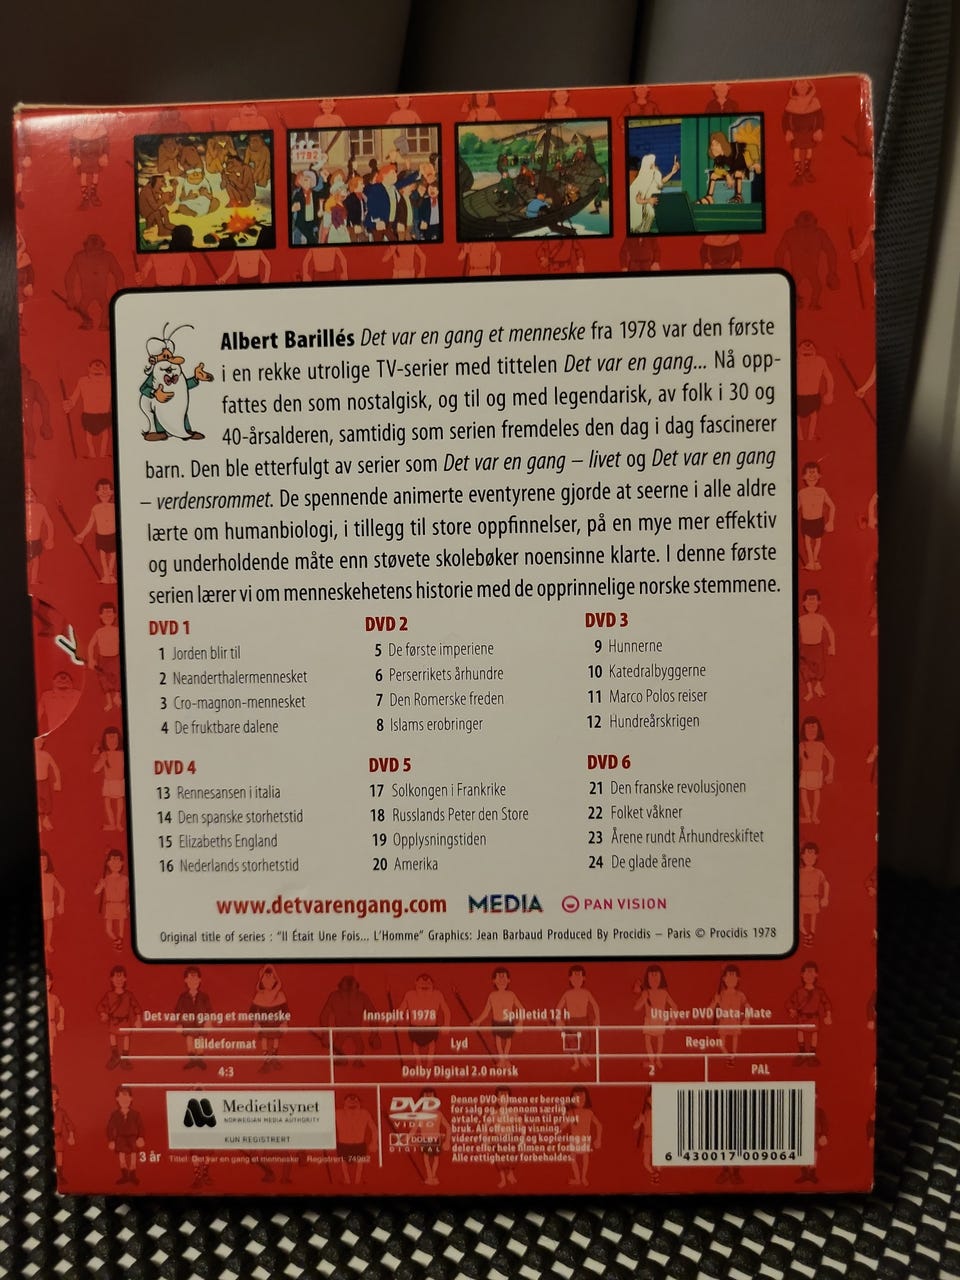 1792
Albert Barillés Det var en gang et menneske fra 1978 var den første
i en rekke utrolige TV-serier med tittelen Det var en gang... Nå opp-
fattes den som nostalgisk, og til og med legendarisk, av folk i 30 og
40-årsalderen, samtidig som serien fremdeles den dag i dag fascinerer
barn. Den ble etterfulgt av serier som Det var en gang – livet og Det var en gang
– verdensrommet. De spennende animerte eventyrene gjorde at seerne i alle aldre
lærte om humanbiologi, i tillegg til store oppfinnelser, på en mye mer effektiv
og underholdende måte enn støvete skolebøker noensinne klarte. I denne første
serien lærer vi om menneskehetens historie med de opprinnelige norske stemmene.
DVD 1
1 Jorden blir til
2 Neanderthalermennesket
3 Cro-magnon-mennesket
4 De fruktbare dalene
DVD 2
5 De første imperiene
6 Perserrikets århundre
7 Den Romerske freden
8 Islams erobringer
DVD 3
9 Hunnerne
10 Katedralbyggerne
11 Marco Polos reiser
12 Hundreårskrigen
DVD 4
13 Rennesansen i italia
14 Den spanske storhetstid
15 Elizabeths England
16 Nederlands storhetstid
DVD 5
17 Solkongen i Frankrike
18 Russlands Peter den Store
19 Opplysningstiden
20 Amerika
DVD 6
21 Den franske revolusjonen
22 Folket våkner
23 Årene rundt Århundreskiftet
24 De glade årene
www.detvarengang.com MEDIA PAN VISION
Original title of series : "Il Était Une Fois... L'Homme" Graphics: Jean Barbaud Produced By Procidis – Paris © Procidis 1978
Det var en gang et menneske Innspilt i 1978 Spilletid 12 h Utgiver DVD Data-Mate
Bildeformat Lyd Region
4:3 Dolby Digital 2.0 norsk 2 PAL
Medietilsynet
NORWEGIAN MEDIA AUTHORITY
KUN REGISTRERT
3 år Tittel: Det var en gang et menneske Registrert: 74962
DVD
VIDEO
DOLBY
DIGITAL
Denne DVD-filmen er beregnet
for salg og, gjennom særlig
avtale, for utleie kun til privat
bruk. All offentlig visning,
videreformidling og kopiering av
deler eller hele filmen er forbudt.
Alle rettigheter forbeholdes.
6 430017 009064